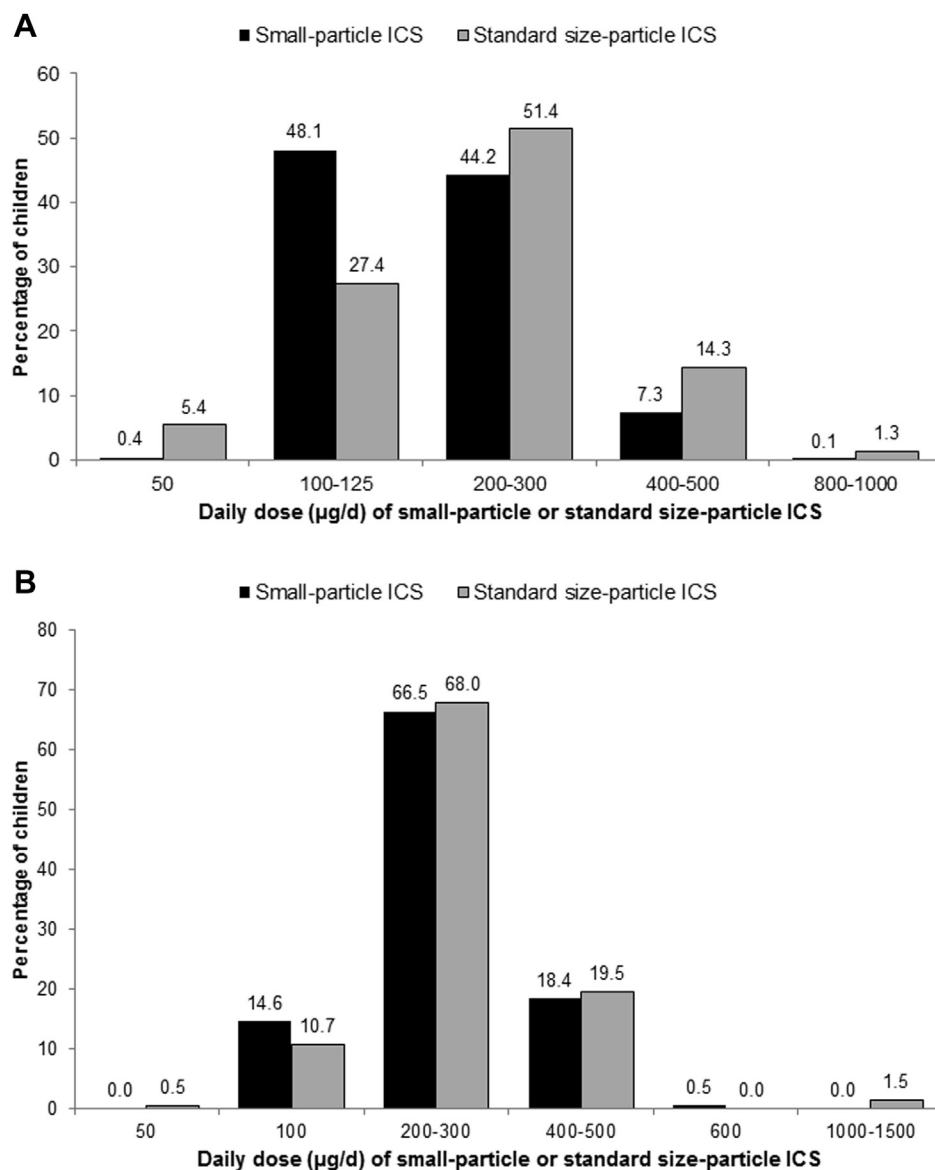 A
Small-particle ICS Standard size-particle ICS
Percentage of children
60
50
40
30
20
10
0
0.4 5.4 48.1 27.4 44.2 51.4 7.3 14.3 0.1 1.3
50 100-125 200-300 400-500 800-1000
Daily dose (µg/d) of small-particle or standard size-particle ICS
B
Small-particle ICS Standard size-particle ICS
Percentage of children
80
70
60
50
40
30
20
10
0
0.0 0.5 14.6 10.7 66.5 68.0 18.4 19.5 0.5 0.0 0.0 1.5
50 100 200-300 400-500 600 1000-1500
Daily dose (µg/d) of small-particle or standard size-particle ICS